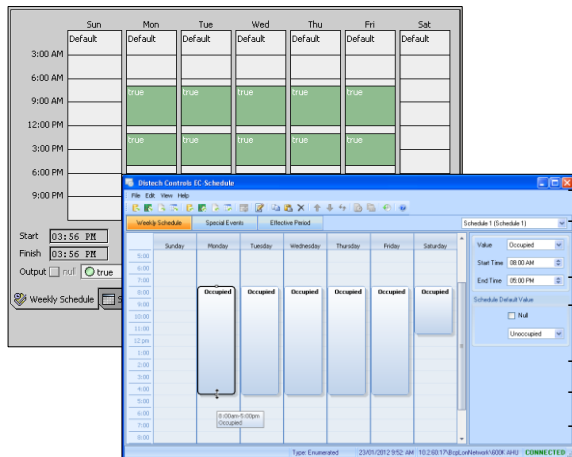 Sun Mon Tue Wed Thu Fri Sat
Default Default Default Default Default Default Default
3:00 AM
6:00 AM
9:00 AM true true true true true
12:00 PM
3:00 PM true true true true true
6:00 PM
9:00 PM
Start 03:56 PM
Finish 03:56 PM
Output null true
Weekly Schedule S
Distech Controls EC-Schedule
File Edit View Help
Weekly Schedule Special Events Effective Period Schedule 1 (Schedule 1)
Sunday Monday Tuesday Wednesday Thursday Friday Saturday
5:00
6:00
7:00
8:00
9:00
10:00
11:00
12 pm
1:00
2:00
3:00
4:00
5:00
6:00
7:00
8:00
Occupied Occupied Occupied Occupied Occupied Occupied
8:00am-5:00pm
Occupied
Value Occupied
Start Time 08:00 AM
End Time 05:00 PM
Schedule Default Value
Null
Unoccupied
Type: Enumerated 23/01/2012 9:52 AM 10.2.60.17\BcpLonNetwork\600K AHU CONNECTED